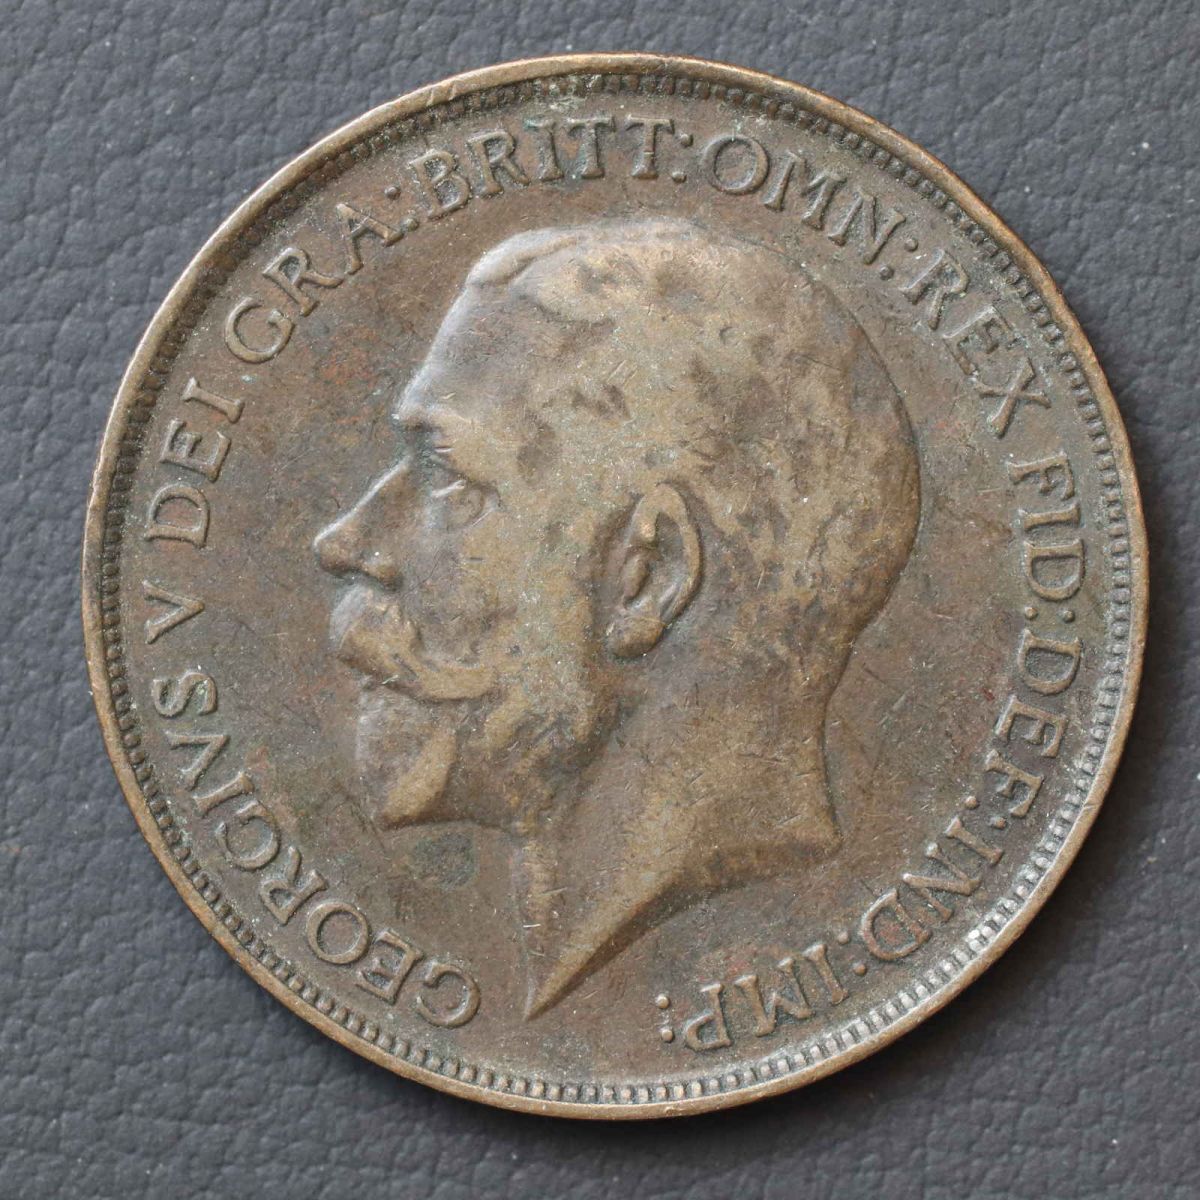 GEORGIVS V DEI GRA:BRITT:OMN:REX FID:DEF:IND:IMP: